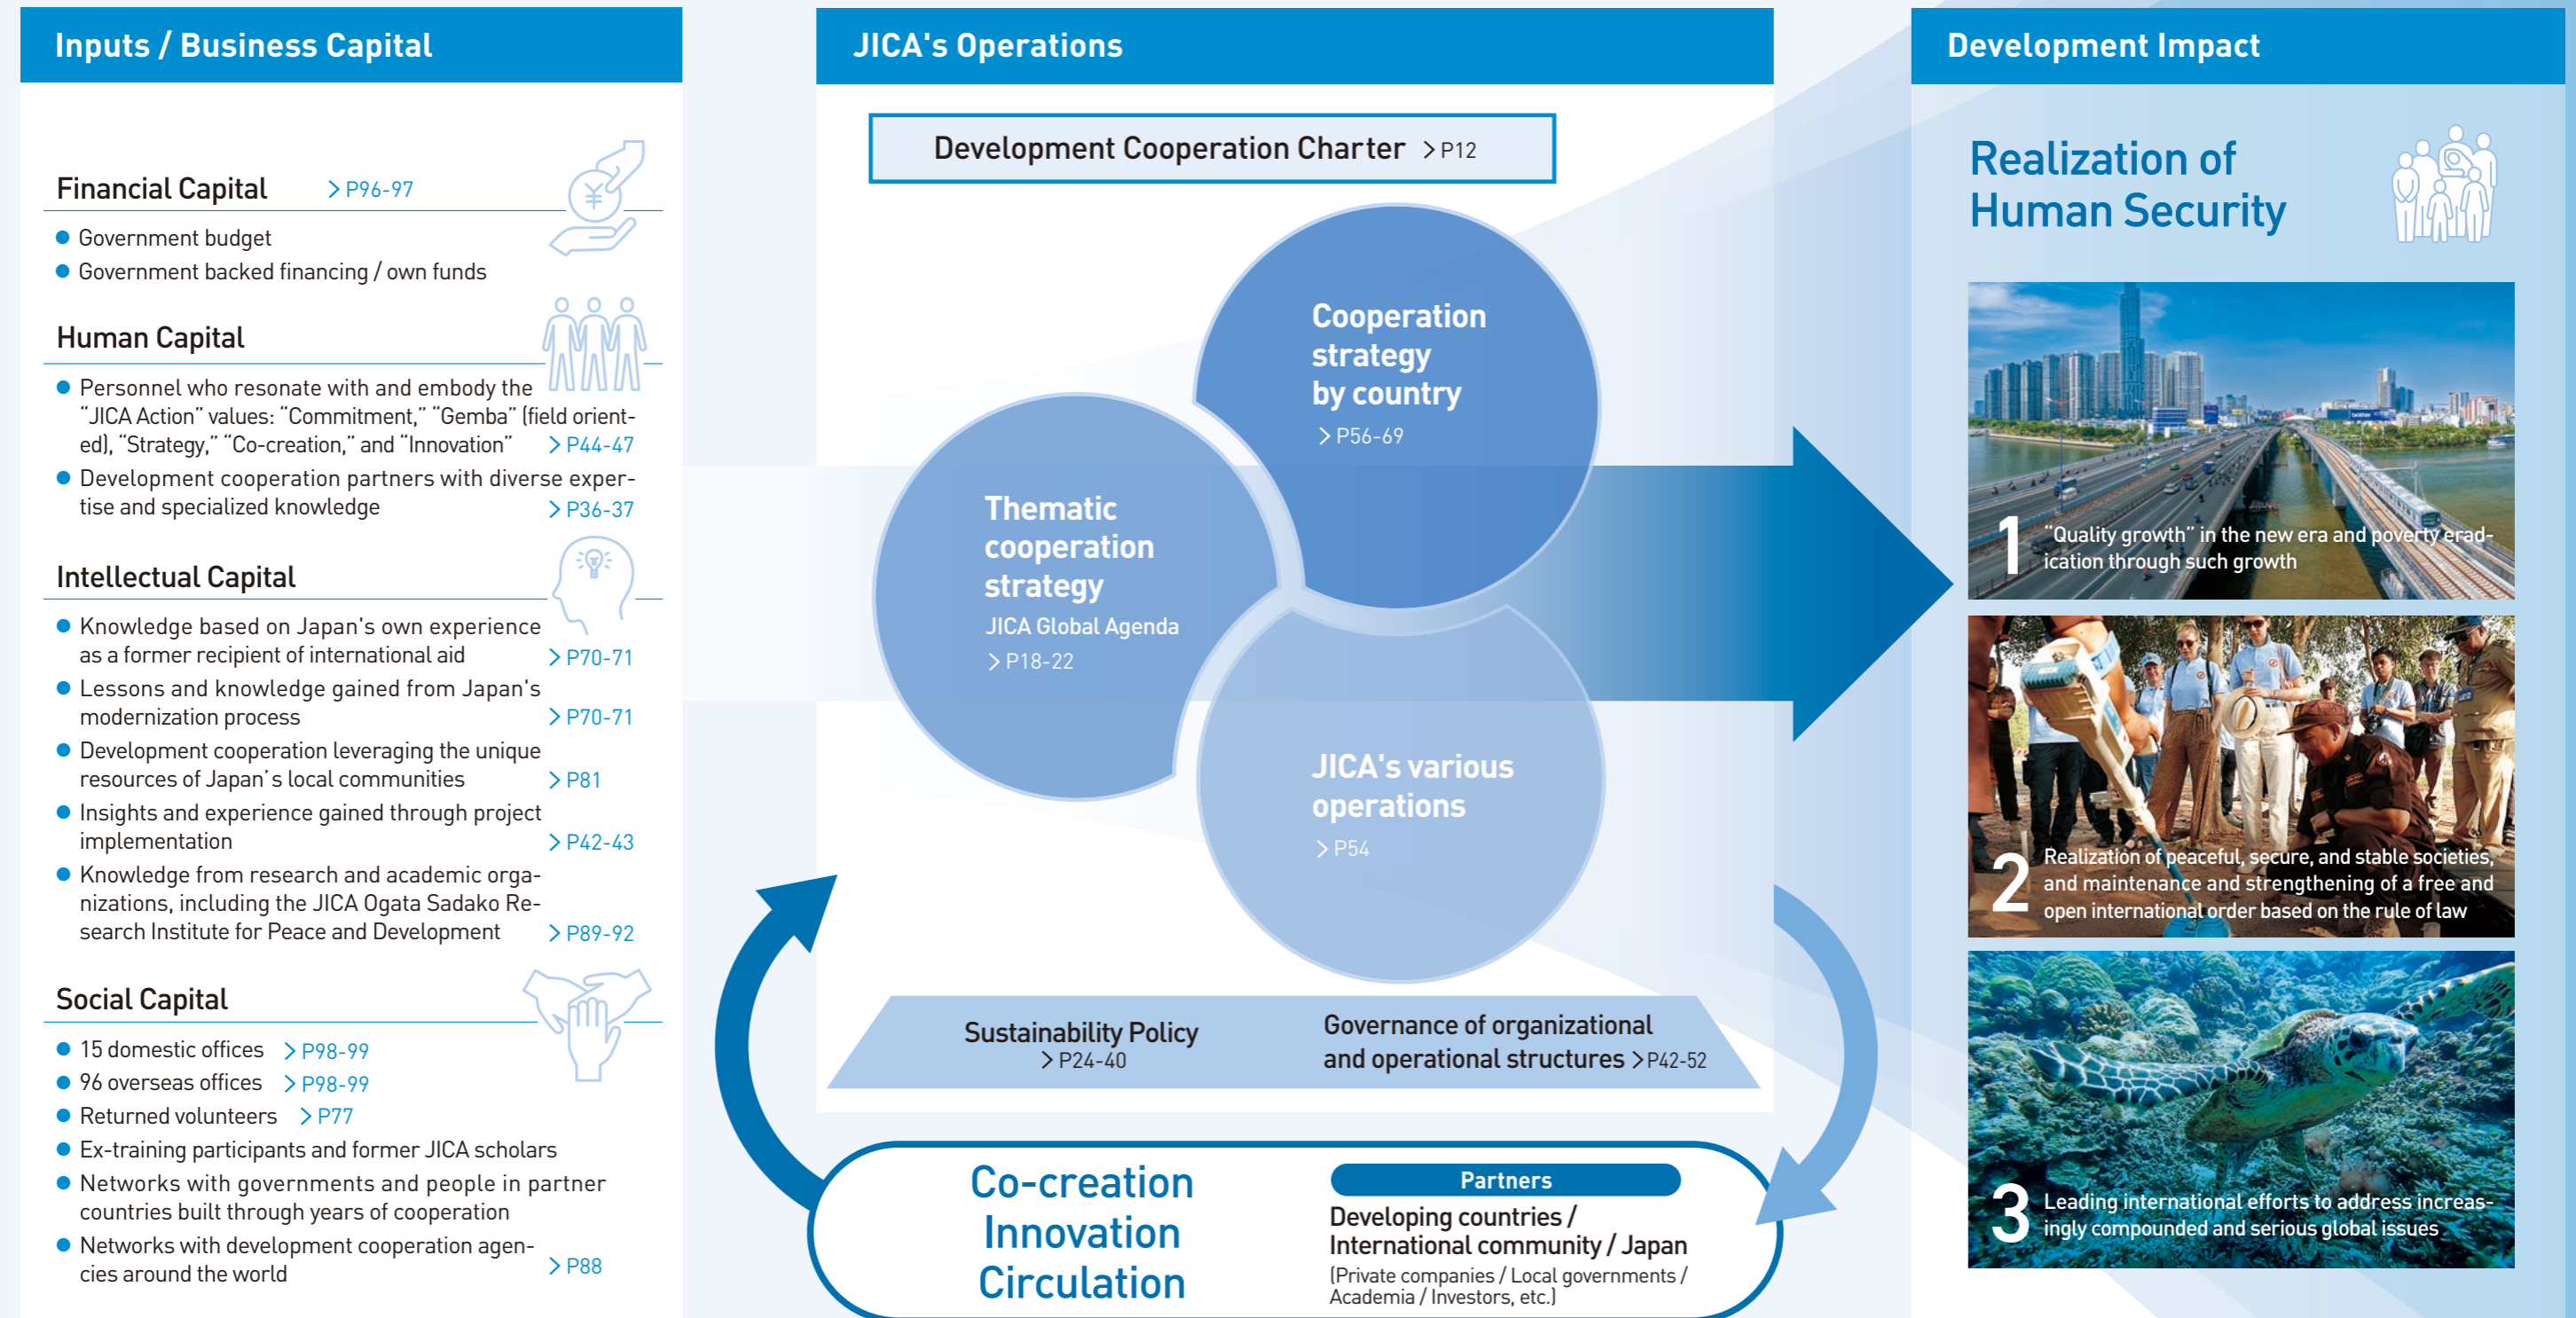 Inputs / Business Capital
Financial Capital > P96-97
¥
● Government budget
● Government backed financing / own funds
Human Capital
● Personnel who resonate with and embody the
“JICA Action” values: “Commitment,” “Gemba” (field orient-
ed), “Strategy,” “Co-creation,” and “Innovation” > P44-47
● Development cooperation partners with diverse exper-
tise and specialized knowledge > P36-37
Intellectual Capital
● Knowledge based on Japan's own experience
as a former recipient of international aid > P70-71
● Lessons and knowledge gained from Japan's
modernization process > P70-71
● Development cooperation leveraging the unique
resources of Japan’s local communities > P81
● Insights and experience gained through project
implementation > P42-43
● Knowledge from research and academic orga-
nizations, including the JICA Ogata Sadako Re-
search Institute for Peace and Development > P89-92
Social Capital
● 15 domestic offices > P98-99
● 96 overseas offices > P98-99
● Returned volunteers > P77
● Ex-training participants and former JICA scholars
● Networks with governments and people in partner
countries built through years of cooperation
● Networks with development cooperation agen-
cies around the world > P88
JICA's Operations
Development Cooperation Charter > P12
Cooperation
strategy
by country
> P56-69
Thematic
cooperation
strategy
JICA Global Agenda
> P18-22
JICA's various
operations
> P54
Sustainability Policy
> P24-40
Governance of organizational
and operational structures > P42-52
Co-creation
Innovation
Circulation
Partners
Developing countries /
International community / Japan
(Private companies / Local governments /
Academia / Investors, etc.)
Development Impact
Realization of
Human Security
1 “Quality growth” in the new era and poverty erad-
ication through such growth
2 Realization of peaceful, secure, and stable societies,
and maintenance and strengthening of a free and
open international order based on the rule of law
3 Leading international efforts to address increas-
ingly compounded and serious global issues